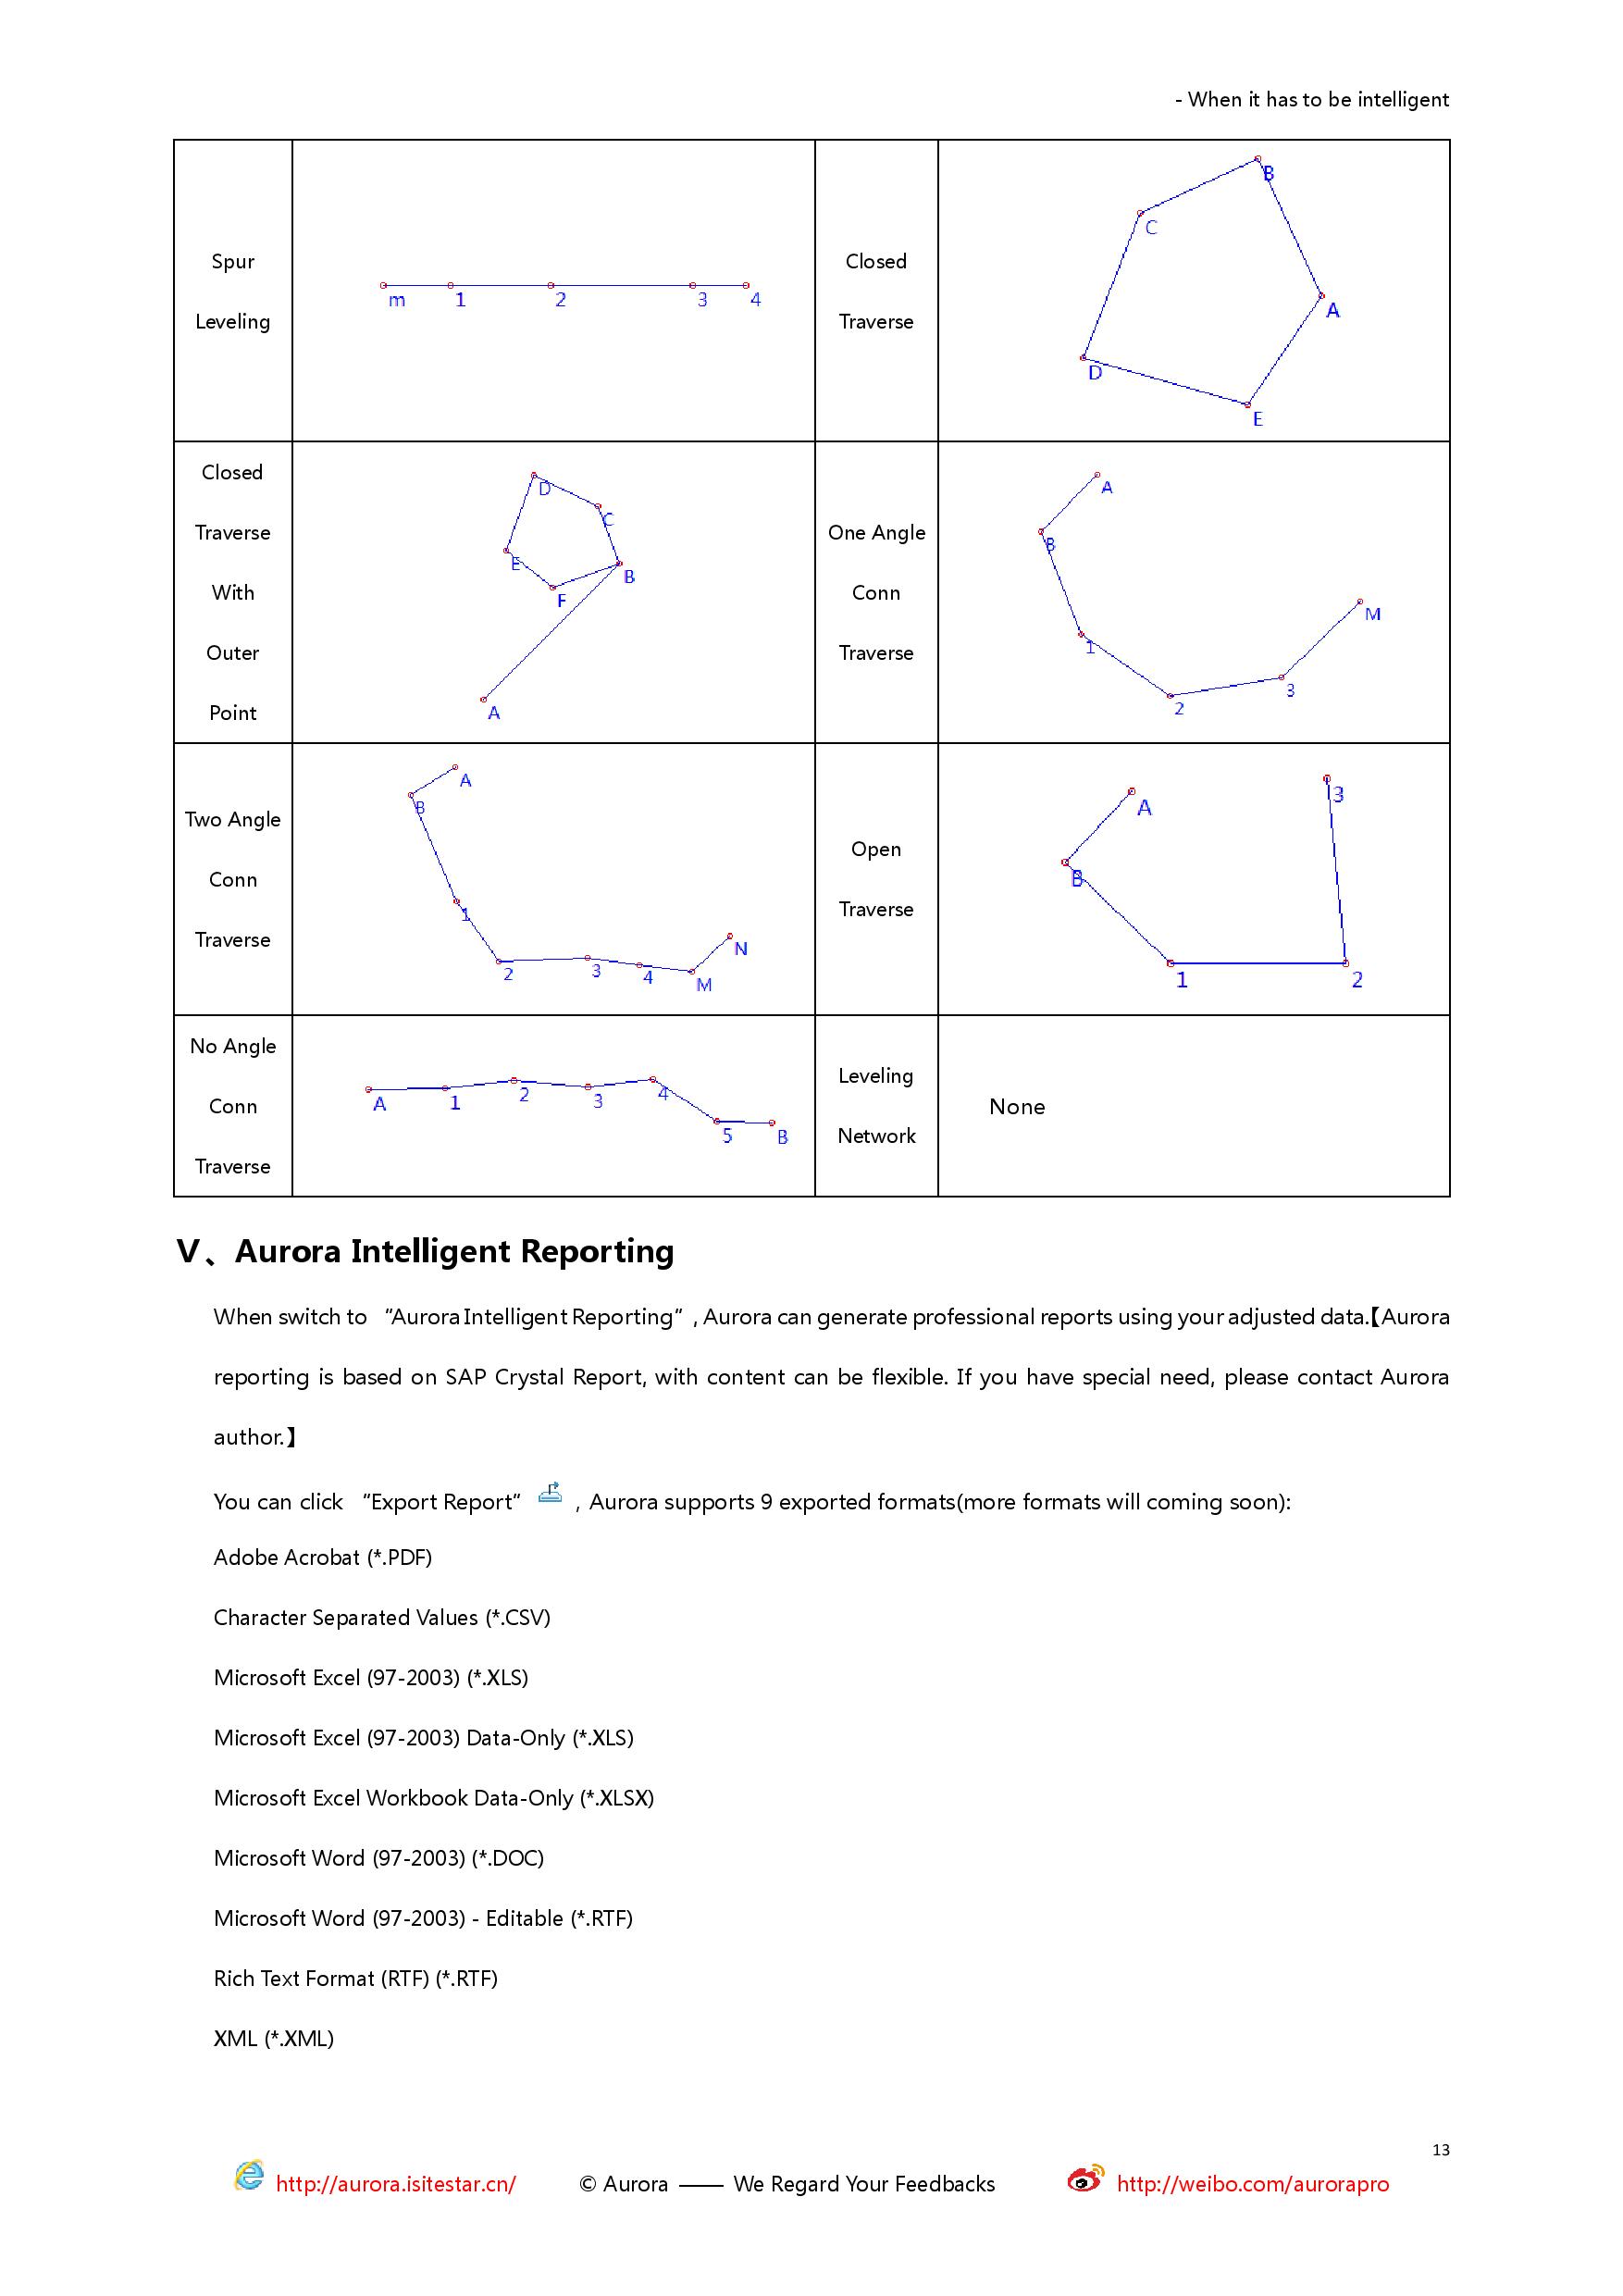 - When it has to be intelligent
Spur
Leveling
m 1 2 3 4
Closed
Traverse
B
C
A
D
E
Closed
Traverse
With
Outer
Point
D
C
E
B
F
A
One Angle
Conn
Traverse
A
B
M
1
3
2
Two Angle
Conn
Traverse
A
B
1
N
2 3 4 M
Open
Traverse
3
A
B
1 2
No Angle
Conn
Traverse
A 1 2 3 4
5 B
Leveling
Network
None
V、Aurora Intelligent Reporting
When switch to “Aurora Intelligent Reporting”, Aurora can generate professional reports using your adjusted data.【Aurora
reporting is based on SAP Crystal Report, with content can be flexible. If you have special need, please contact Aurora
author.】
You can click “Export Report” , Aurora supports 9 exported formats(more formats will coming soon):
Adobe Acrobat (*.PDF)
Character Separated Values (*.CSV)
Microsoft Excel (97-2003) (*.XLS)
Microsoft Excel (97-2003) Data-Only (*.XLS)
Microsoft Excel Workbook Data-Only (*.XLSX)
Microsoft Word (97-2003) (*.DOC)
Microsoft Word (97-2003) - Editable (*.RTF)
Rich Text Format (RTF) (*.RTF)
XML (*.XML)
13
http://aurora.isitestar.cn/ © Aurora —— We Regard Your Feedbacks http://weibo.com/aurorapro